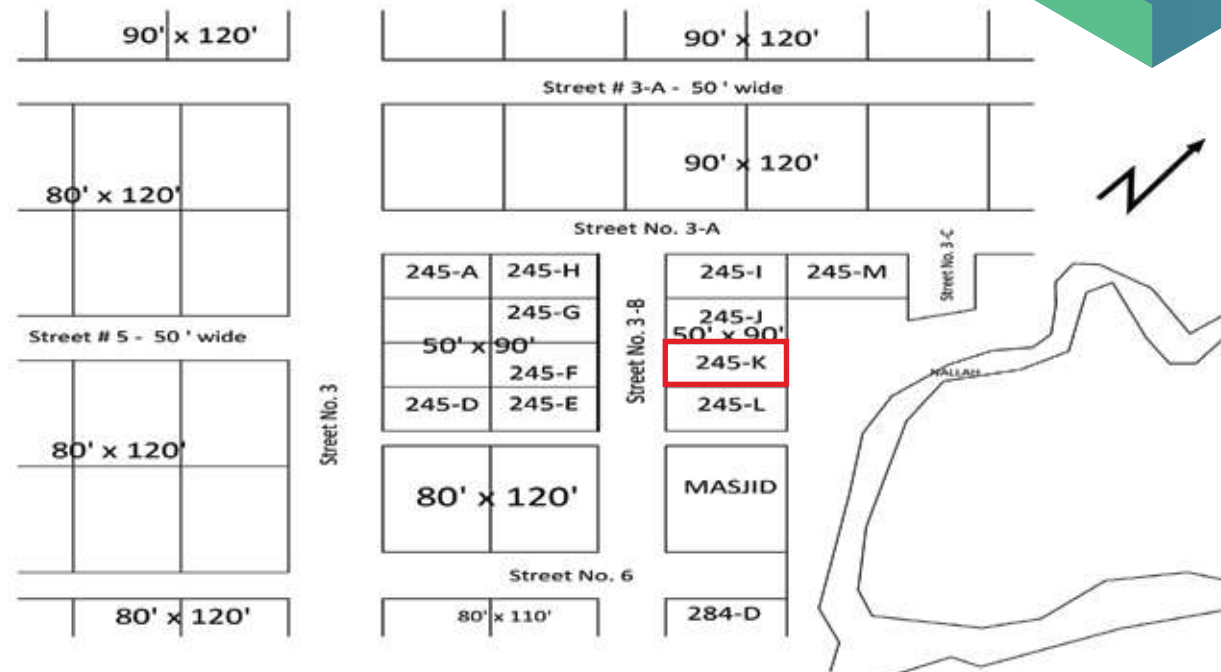 90' x 120'
90' x 120'
Street # 3-A - 50 ' wide
90' x 120'
80' x 120'
Street No. 3-A
Street No. 3-C
245-A
245-H
245-I
245-M
245-G
245-J
Street # 5 - 50 ' wide
50' x 90'
50' x 90'
Street No. 3 -B
245-F
245-K
NALLAH
245-D
245-E
245-L
Street No. 3
80' x 120'
80' x 120'
MASJID
Street No. 6
80' x 120'
80' x 110'
284-D